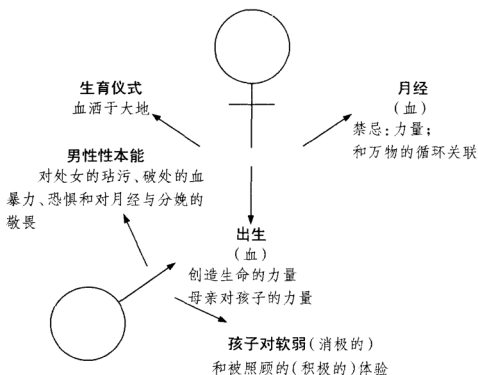 生育仪式
血洒于大地
月经
(血)
禁忌:力量;
和万物的循环关联
男性性本能
对处女的玷污、破处的血
暴力、恐惧和对月经与分娩的
敬畏
出生
(血)
创造生命的力量
母亲对孩子的力量
孩子对软弱(消极的)
和被照顾的(积极的)体验